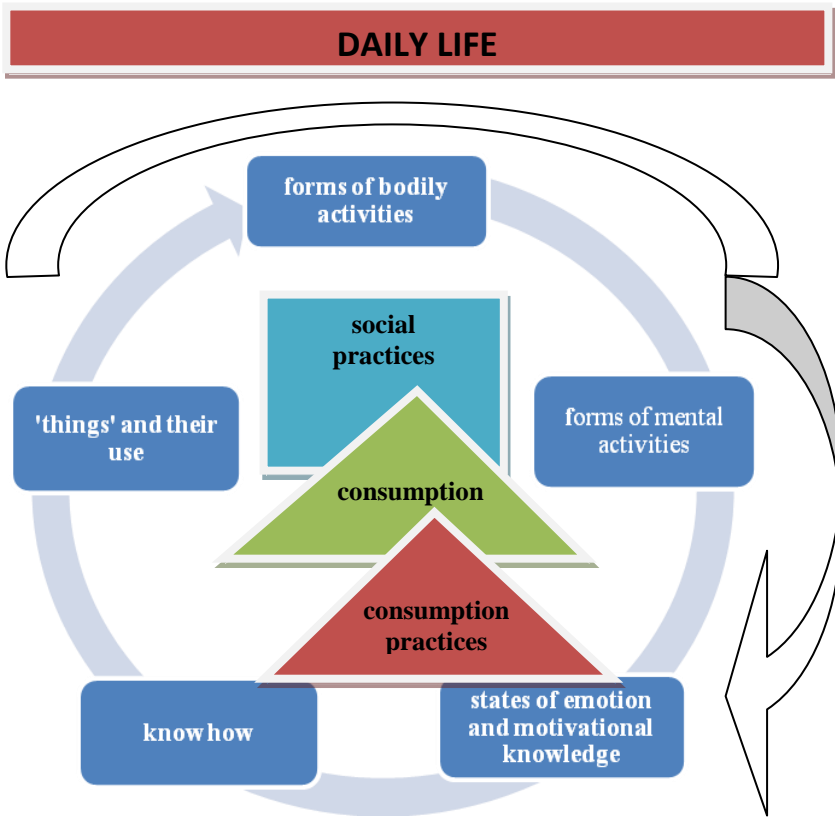 DAILY LIFE
forms of bodily
activities
social
practices
'things' and their
use
forms of mental
activities
consumption
consumption
practices
know how
states of emotion
and motivational
knowledge